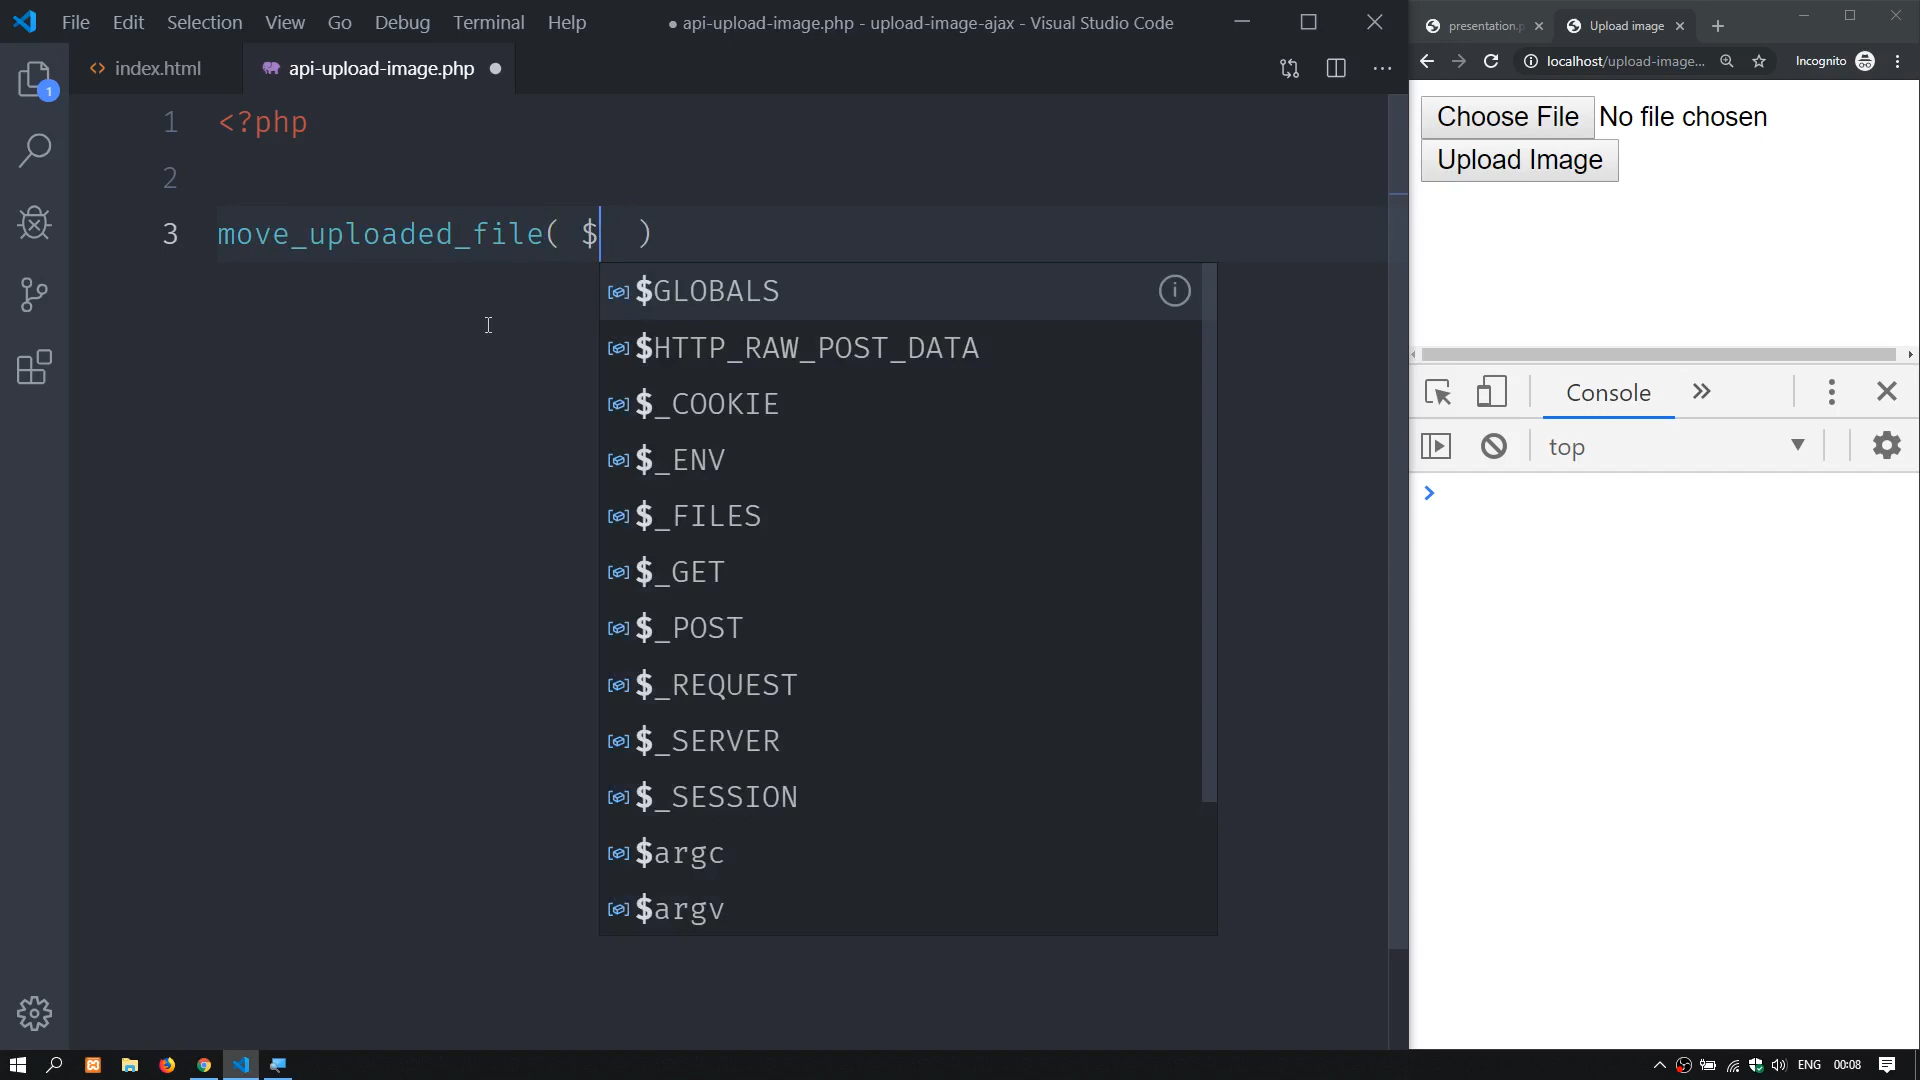 File Edit Selection View Go Debug Terminal Help
● api-upload-image.php - upload-image-ajax - Visual Studio Code
index.html
api-upload-image.php
1
1 <?php
2
3 move_uploaded_file( $ )
$GLOBALS
$HTTP_RAW_POST_DATA
$_COOKIE
$_ENV
$_FILES
$_GET
$_POST
$_REQUEST
$_SERVER
$_SESSION
$argc
$argv
presentation.p
Upload image
localhost/upload-image...
Incognito
Choose File No file chosen
Upload Image
Console
top
ENG 00:08